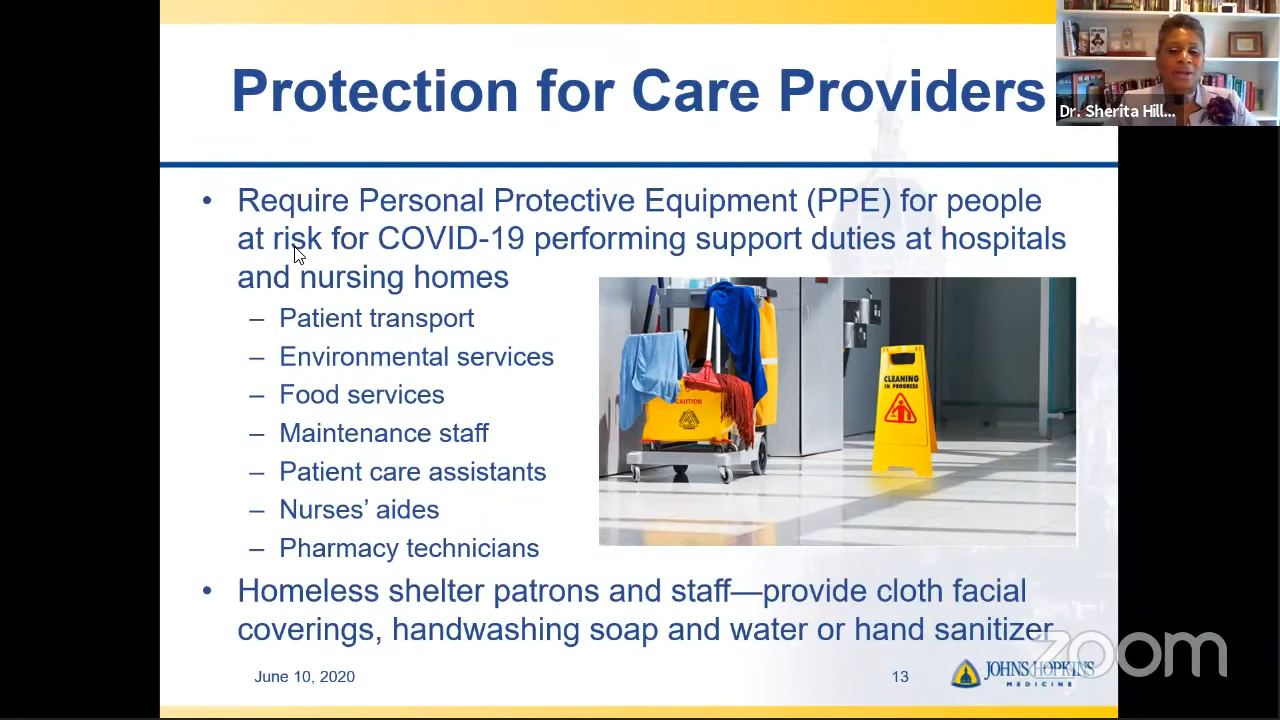 Protection for Care Providers
Dr. Sherita Hill...
• Require Personal Protective Equipment (PPE) for people
at risk for COVID-19 performing support duties at hospitals
and nursing homes
– Patient transport
– Environmental services
– Food services
– Maintenance staff
– Patient care assistants
– Nurses’ aides
– Pharmacy technicians
CAUTION
CLEANING
IN PROGRESS
• Homeless shelter patrons and staff—provide cloth facial
coverings, handwashing soap and water or hand sanitizer
June 10, 2020
13
JOHNS HOPKINS
MEDICINE
zoom